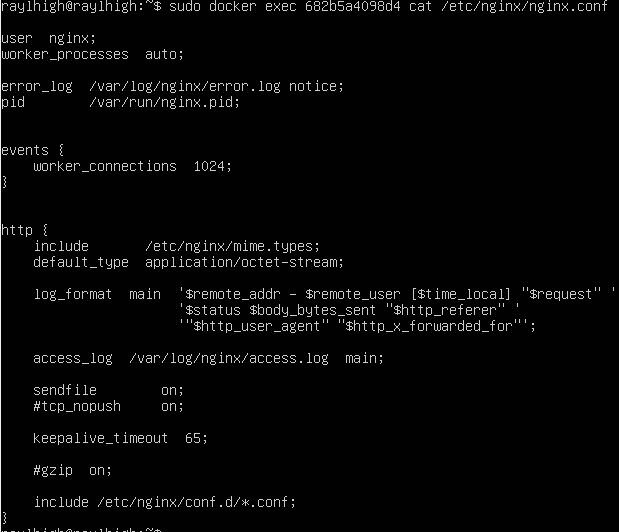 raylhigh@raylhigh:~$ sudo docker exec 682b5a4098d4 cat /etc/nginx/nginx.conf
user  nginx;
worker_processes  auto;
error_log  /var/log/nginx/error.log notice;
pid        /var/run/nginx.pid;
events {
    worker_connections  1024;
}
http {
    include       /etc/nginx/mime.types;
    default_type  application/octet-stream;
    log_format  main  '$remote_addr - $remote_user [$time_local] "$request" '
                      '$status $body_bytes_sent "$http_referer" '
                      '"$http_user_agent" "$http_x_forwarded_for"';
    access_log  /var/log/nginx/access.log  main;
    sendfile        on;
    #tcp_nopush     on;
    keepalive_timeout  65;
    #gzip  on;
    include /etc/nginx/conf.d/*.conf;
}
raylhigh@raylhigh:~$